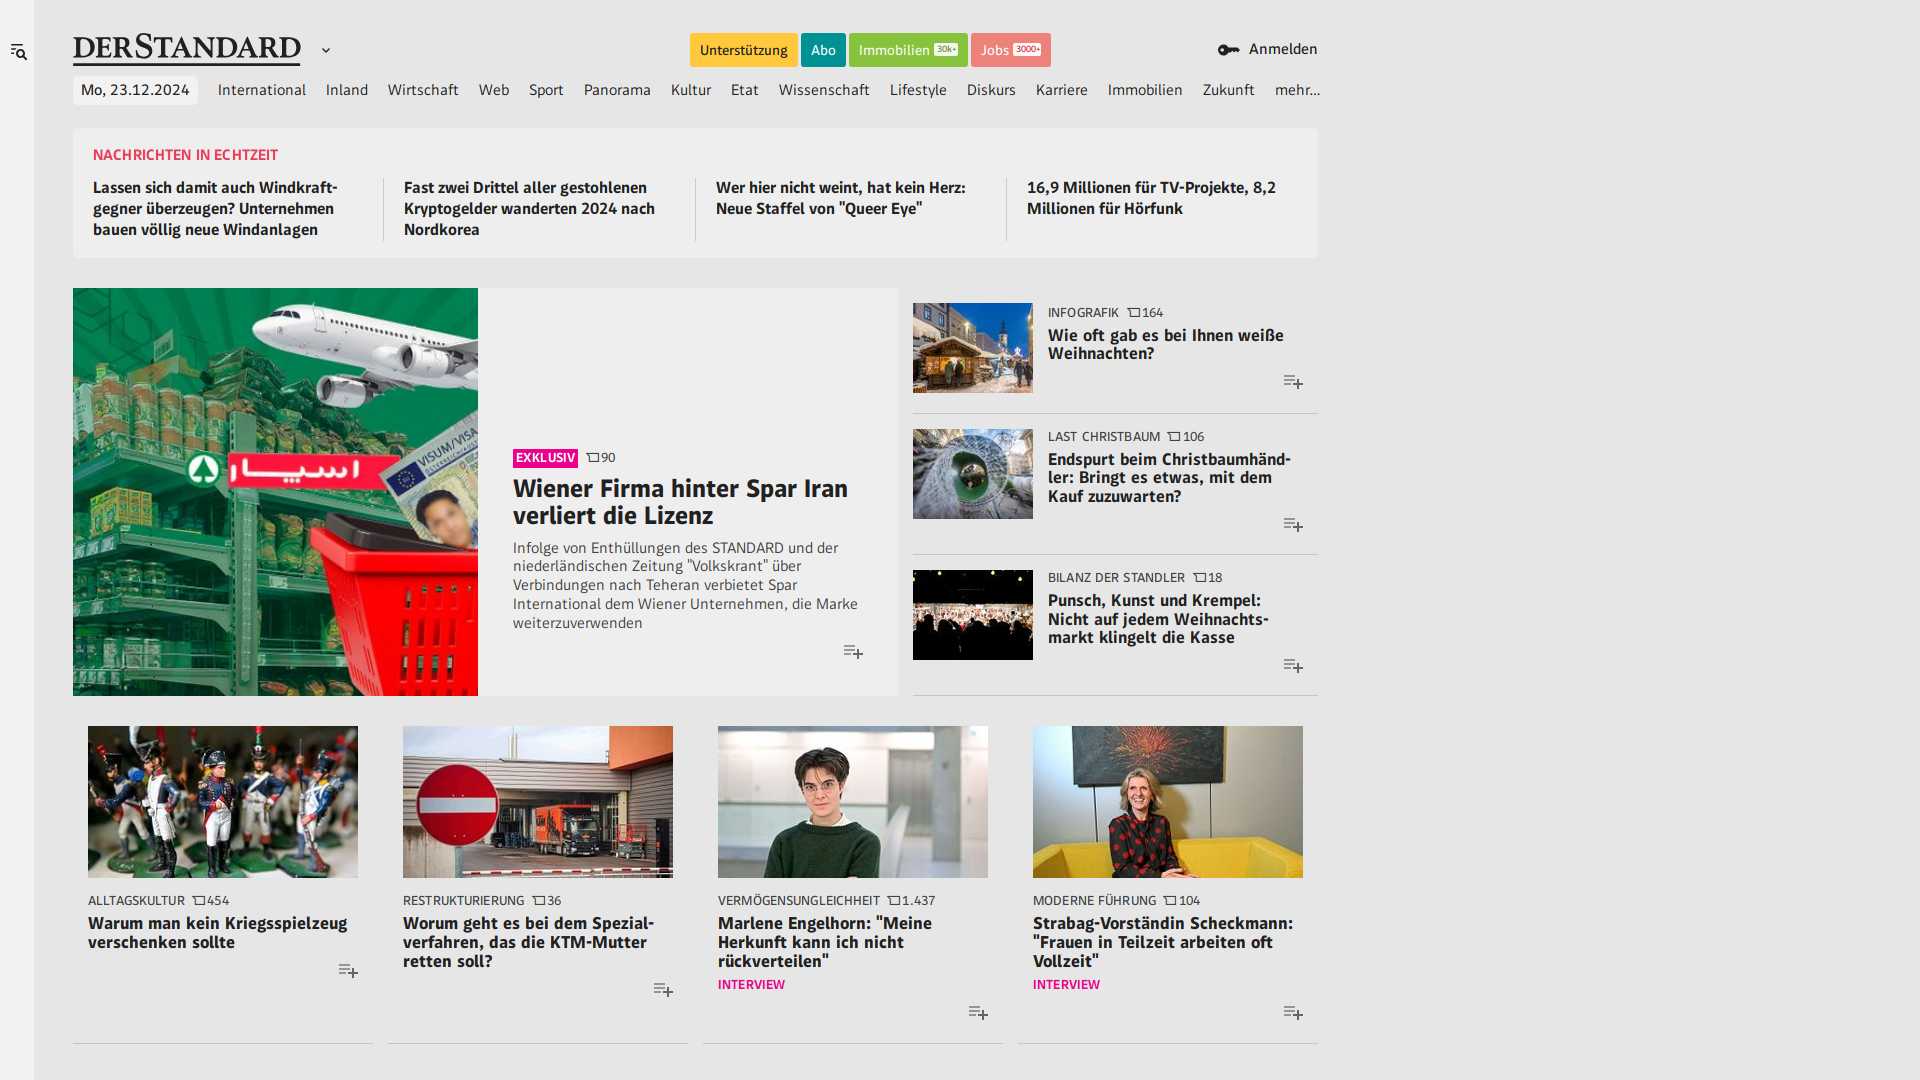 DERSTANDARD
Unterstützung
Abo
Immobilien 30k+
Jobs 3000+
Anmelden
Mo, 23.12.2024
International
Inland
Wirtschaft
Web
Sport
Panorama
Kultur
Etat
Wissenschaft
Lifestyle
Diskurs
Karriere
Immobilien
Zukunft
mehr...
NACHRICHTEN IN ECHTZEIT
Lassen sich damit auch Windkraft-
gegner überzeugen? Unternehmen
bauen völlig neue Windanlagen
Fast zwei Drittel aller gestohlenen
Kryptogelder wanderten 2024 nach
Nordkorea
Wer hier nicht weint, hat kein Herz:
Neue Staffel von "Queer Eye"
16,9 Millionen für TV-Projekte, 8,2
Millionen für Hörfunk
VISUM/VISA
اسپار
EXKLUSIV 90
Wiener Firma hinter Spar Iran
verliert die Lizenz
Infolge von Enthüllungen des STANDARD und der
niederländischen Zeitung "Volkskrant" über
Verbindungen nach Teheran verbietet Spar
International dem Wiener Unternehmen, die Marke
weiterzuverwenden
INFOGRAFIK 164
Wie oft gab es bei Ihnen weiße
Weihnachten?
LAST CHRISTBAUM 106
Endspurt beim Christbaumhänd-
ler: Bringt es etwas, mit dem
Kauf zuzuwarten?
BILANZ DER STANDLER 18
Punsch, Kunst und Krempel:
Nicht auf jedem Weihnachts-
markt klingelt die Kasse
ALLTAGSKULTUR 454
Warum man kein Kriegsspielzeug
verschenken sollte
RESTRUKTURIERUNG 36
Worum geht es bei dem Spezial-
verfahren, das die KTM-Mutter
retten soll?
VERMÖGENSUNGLEICHHEIT 1.437
Marlene Engelhorn: "Meine
Herkunft kann ich nicht
rückverteilen"
INTERVIEW
MODERNE FÜHRUNG 104
Strabag-Vorständin Scheckmann:
"Frauen in Teilzeit arbeiten oft
Vollzeit"
INTERVIEW